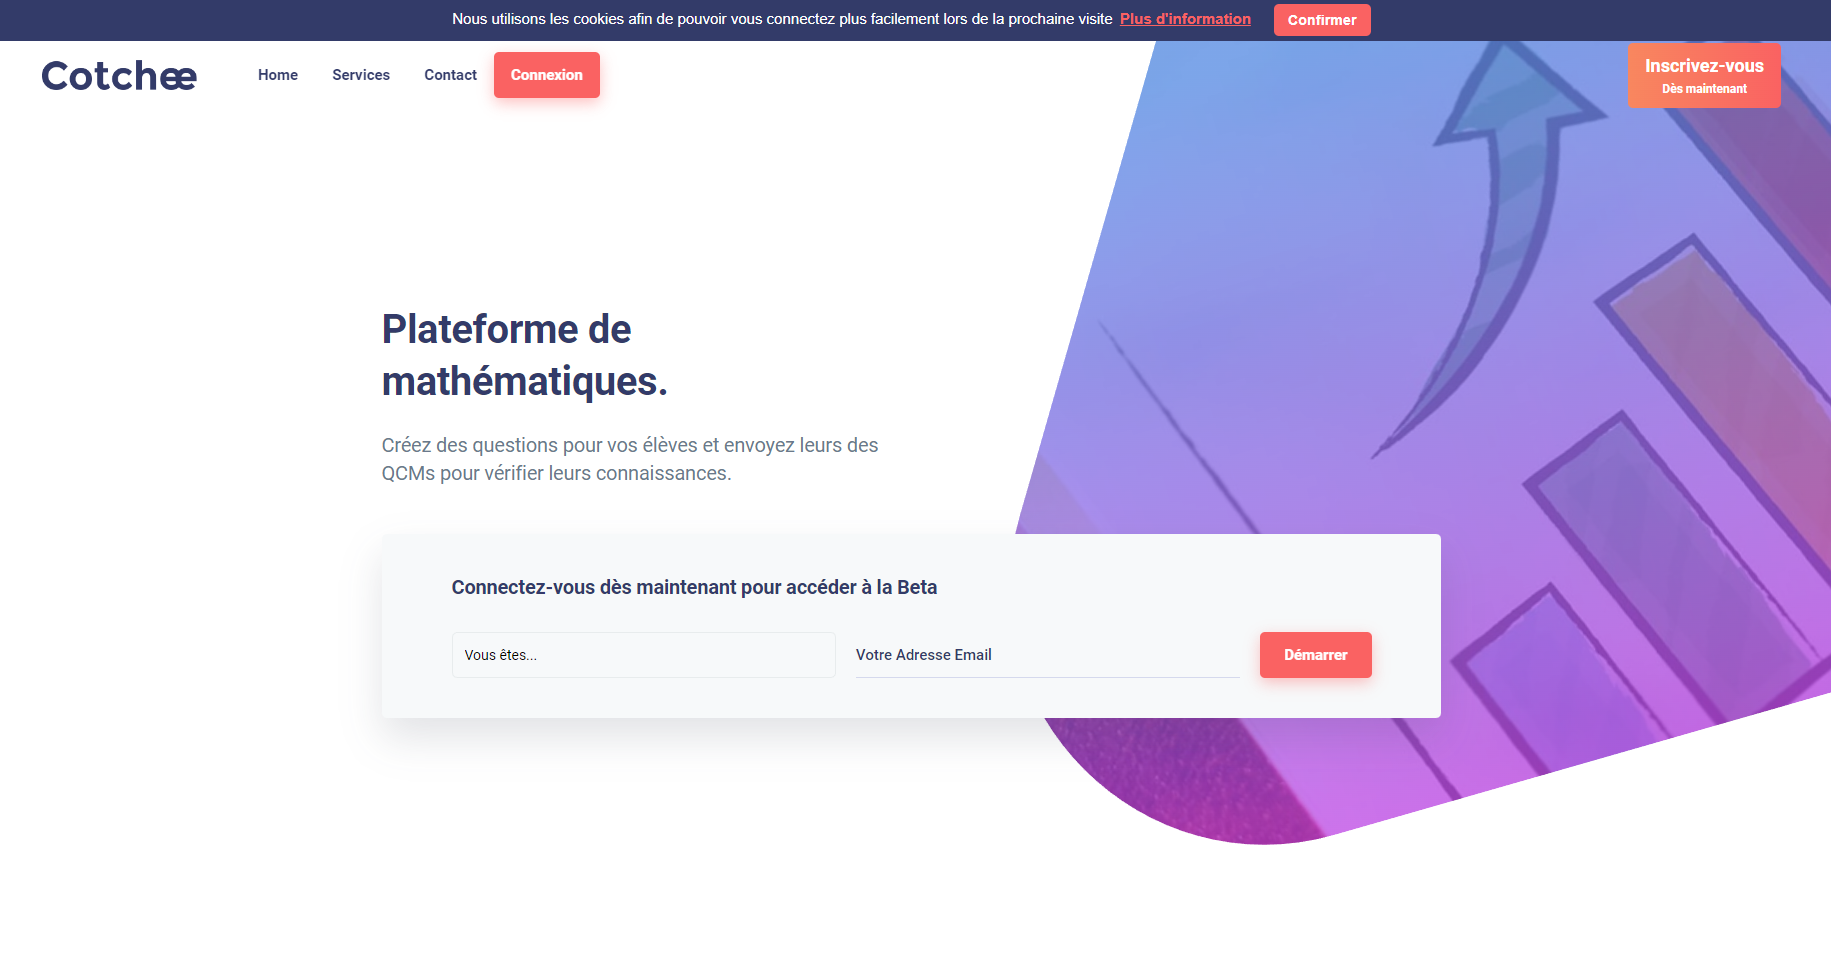 Nous utilisons les cookies afin de pouvoir vous connectez plus facilement lors de la prochaine visite Plus d'information Confirmer
Cotchee Home Services Contact Connexion
Inscrivez-vous
Dès maintenant
Plateforme de
mathématiques.
Créez des questions pour vos élèves et envoyez leurs des
QCMs pour vérifier leurs connaissances.
Connectez-vous dès maintenant pour accéder à la Beta
Vous êtes... Votre Adresse Email Démarrer